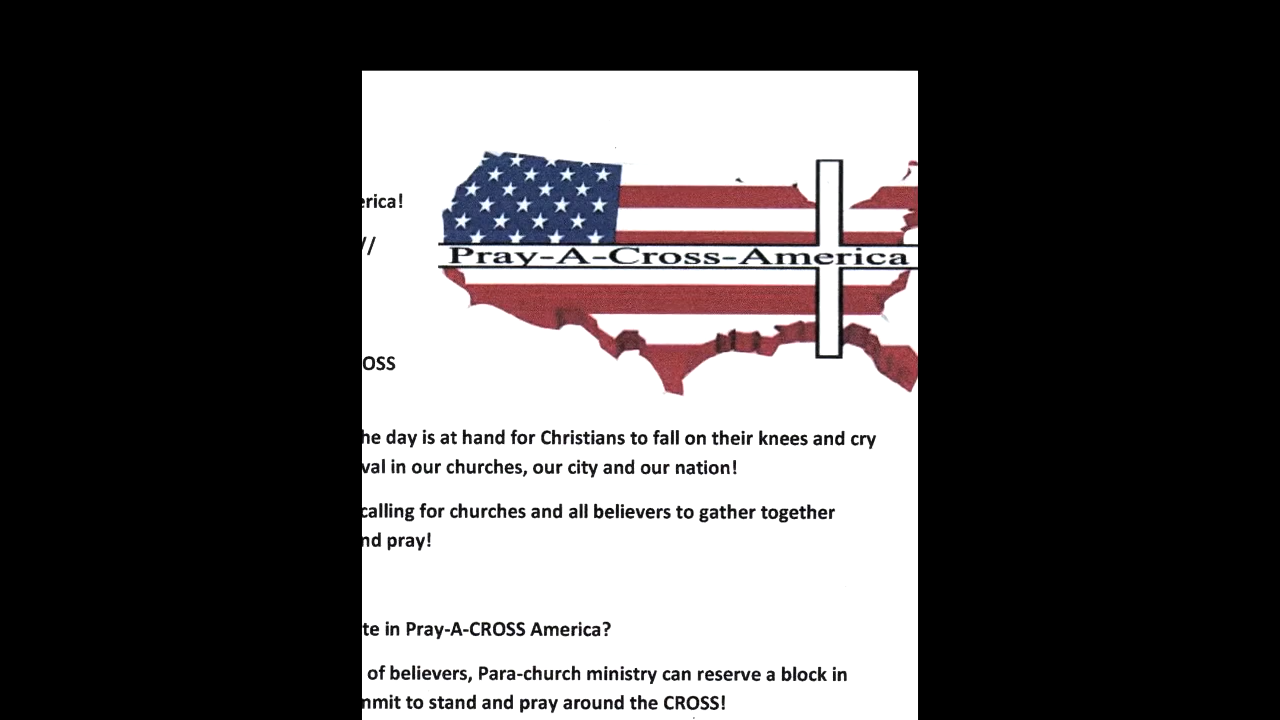 erica!
//
Pray-A-Cross-America
OSS
he day is at hand for Christians to fall on their knees and cry
val in our churches, our city and our nation!
calling for churches and all believers to gather together
nd pray!
te in Pray-A-CROSS America?
of believers, Para-church ministry can reserve a block in
mmit to stand and pray around the CROSS!